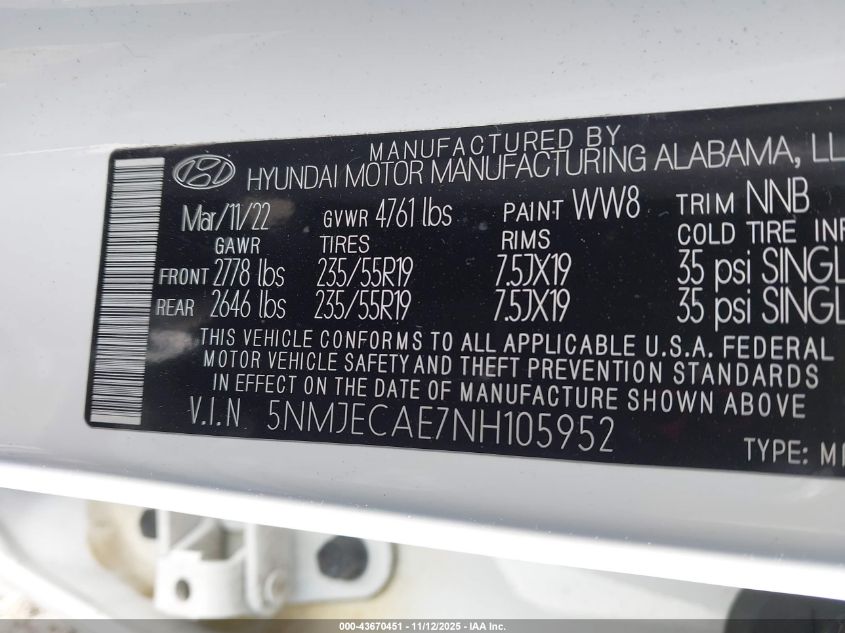 MANUFACTURED BY
HYUNDAI MOTOR MANUFACTURING ALABAMA, LL
Mar/11/22 GVWR 4761 lbs PAINT WW8 TRIM NNB
GAWR TIRES RIMS COLD TIRE INF
FRONT 2778 lbs 235/55R19 7.5JX19 35 psi SINGL
REAR 2646 lbs 235/55R19 7.5JX19 35 psi SINGL
THIS VEHICLE CONFORMS TO ALL APPLICABLE U.S.A. FEDERAL
MOTOR VEHICLE SAFETY AND THEFT PREVENTION STANDARDS
IN EFFECT ON THE DATE OF MANUFACTURE SHOWN ABOVE
V.I.N 5NMJECAE7NH105952
TYPE: M
000-43670451 - 11/12/2025 - IAA Inc.